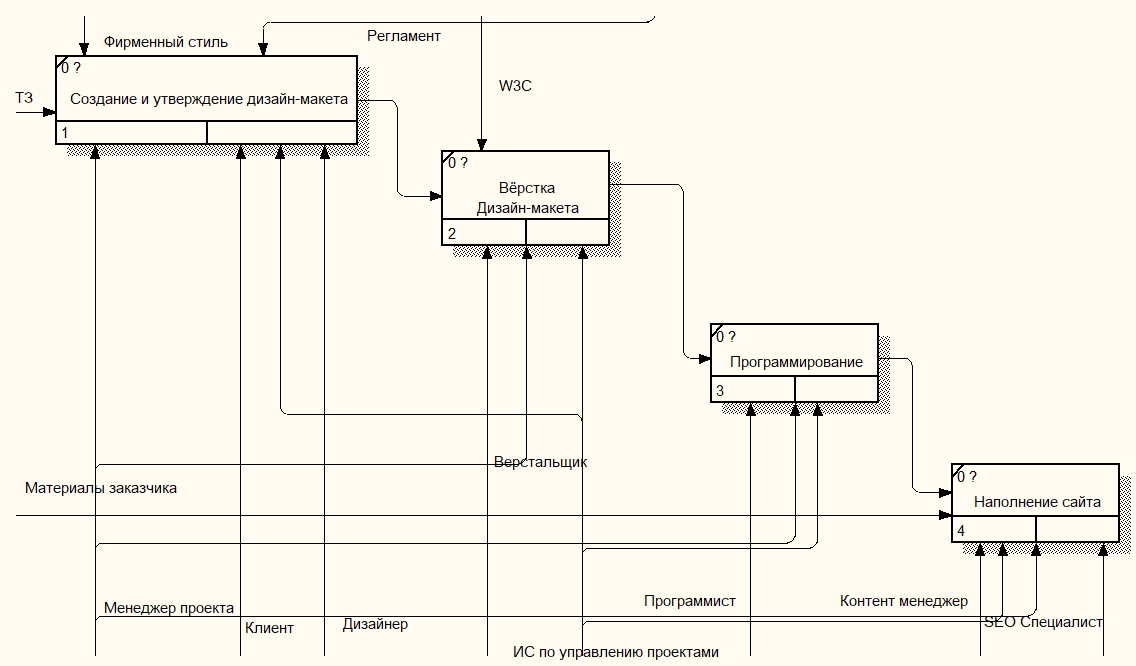 Фирменный стиль
Регламент
0 ?
ТЗ
Создание и утверждение дизайн-макета
W3C
1
0 ?
Вёрстка
Дизайн-макета
2
0 ?
Программирование
3
Верстальщик
0 ?
Материалы заказчика
Наполнение сайта
4
Менеджер проекта
Программист
Контент менеджер
Клиент
Дизайнер
SEO Специалист
ИС по управлению проектами